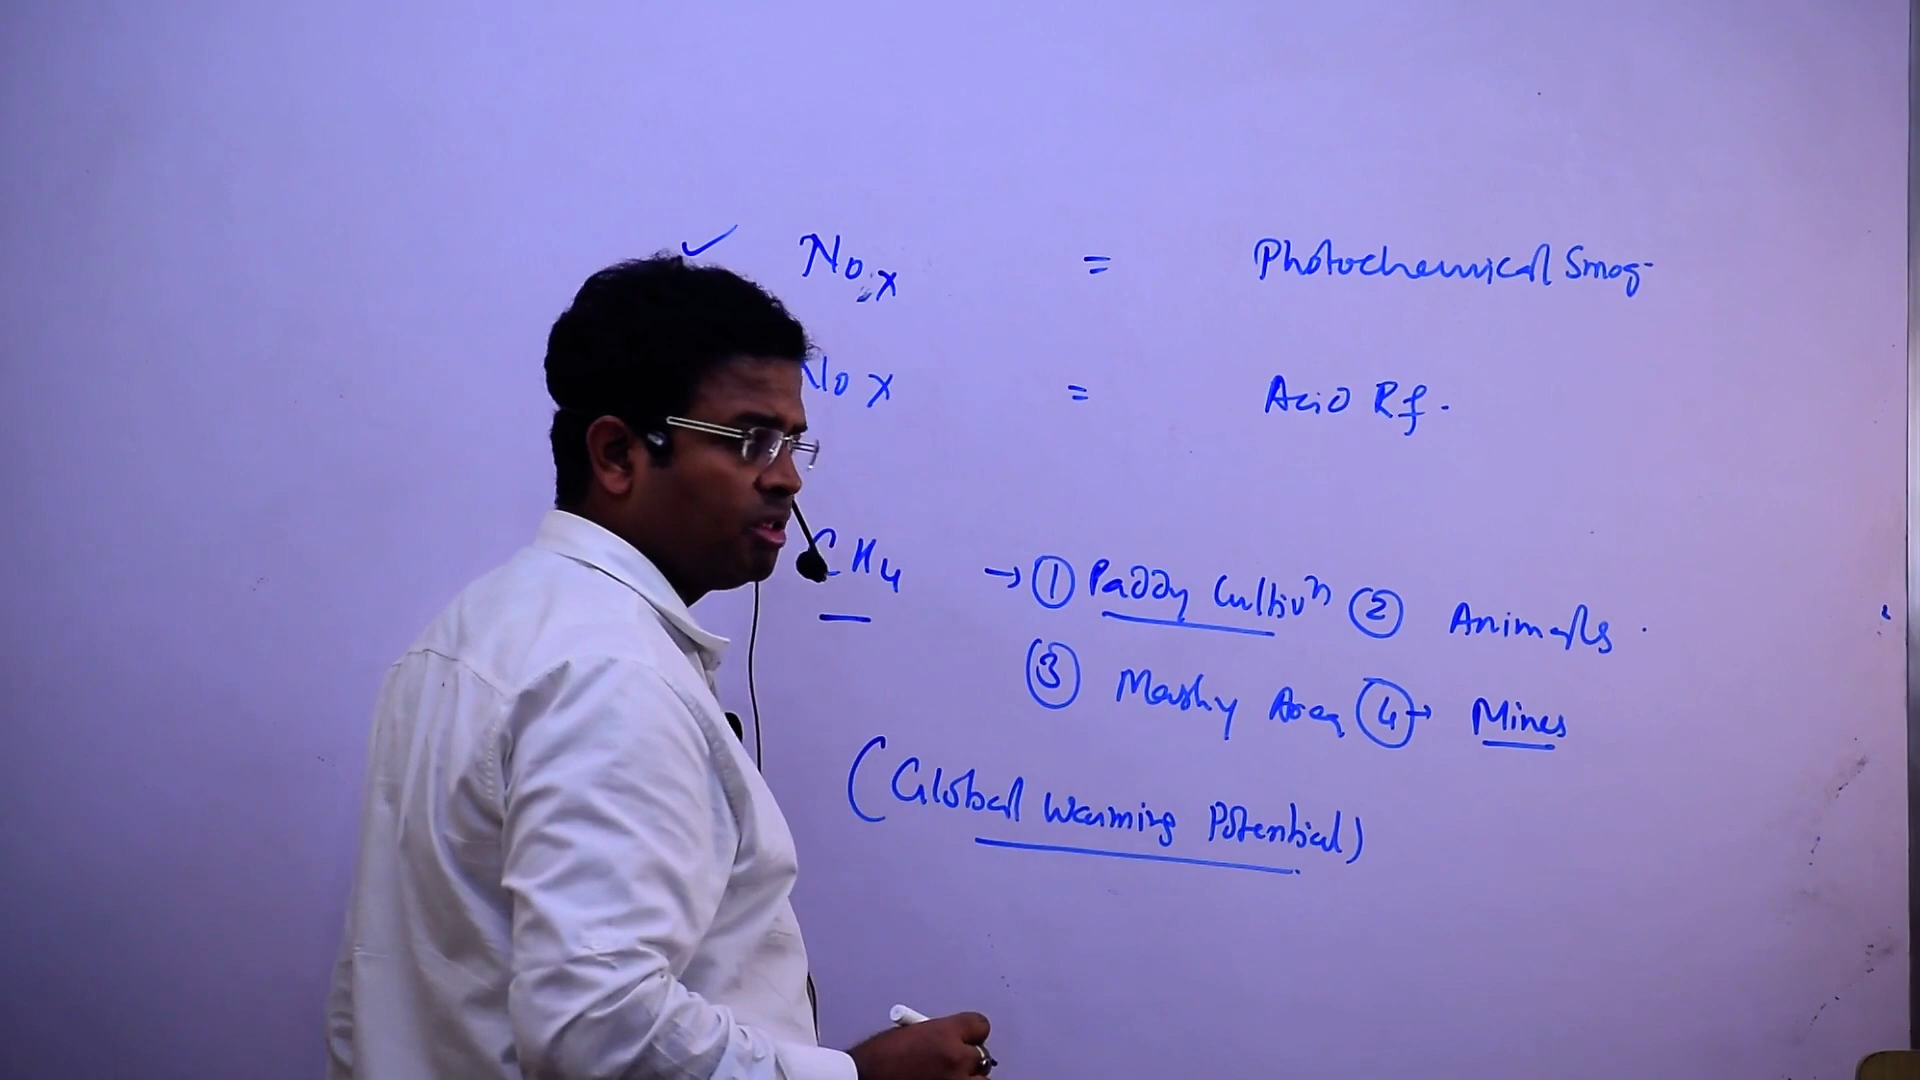 ✓ NOx = Photochemical Smog
NOx = Acid Rf.
CH4 → ① Paddy Cultivn ② Animals
③ Marshy Area ④→ Mines
(Global Warming Potential)